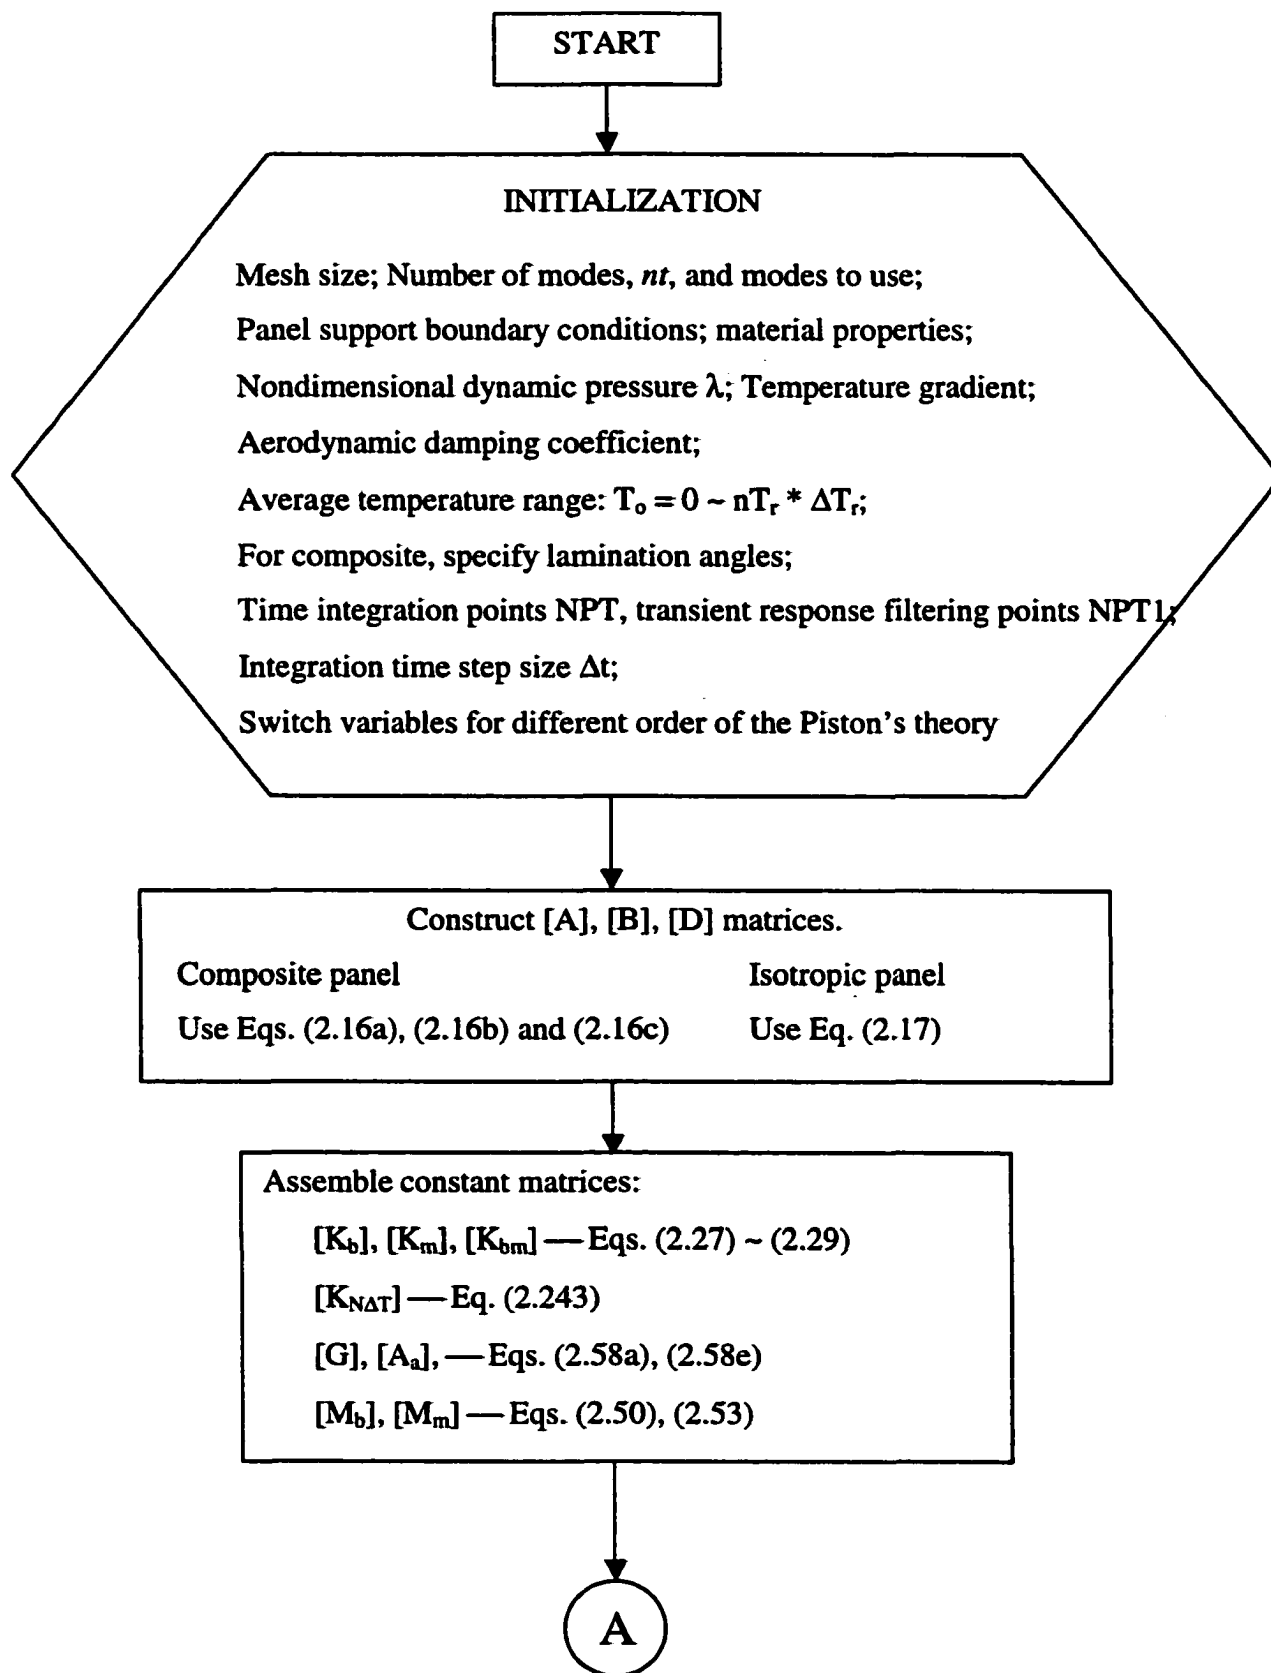 START
INITIALIZATION
Mesh size; Number of modes, nt, and modes to use;
Panel support boundary conditions; material properties;
Nondimensional dynamic pressure λ; Temperature gradient;
Aerodynamic damping coefficient;
Average temperature range: Tₒ = 0 ~ nTᵣ * ΔTᵣ;
For composite, specify lamination angles;
Time integration points NPT, transient response filtering points NPT1;
Integration time step size Δt;
Switch variables for different order of the Piston's theory
Construct [A], [B], [D] matrices.
Composite panel Isotropic panel
Use Eqs. (2.16a), (2.16b) and (2.16c) Use Eq. (2.17)
Assemble constant matrices:
[K_b], [K_m], [K_bm] — Eqs. (2.27) ~ (2.29)
[K_NΔT] — Eq. (2.243)
[G], [A_a], — Eqs. (2.58a), (2.58e)
[M_b], [M_m] — Eqs. (2.50), (2.53)
A